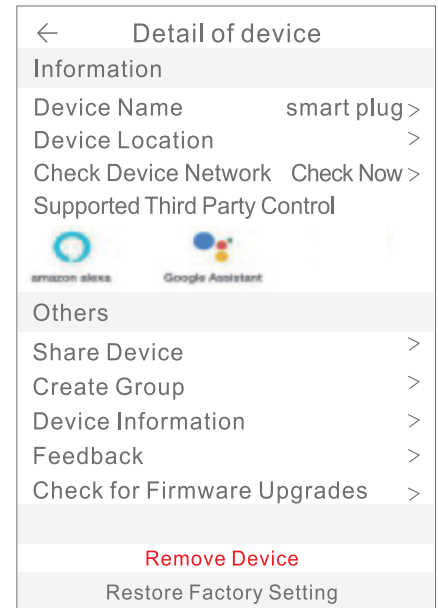 Detail of device
Information
Device Name smart plug >
Device Location >
Check Device Network Check Now >
Supported Third Party Control
amazon alexa Google Assistant
Others
Share Device >
Create Group >
Device Information >
Feedback >
Check for Firmware Upgrades >
Remove Device
Restore Factory Setting